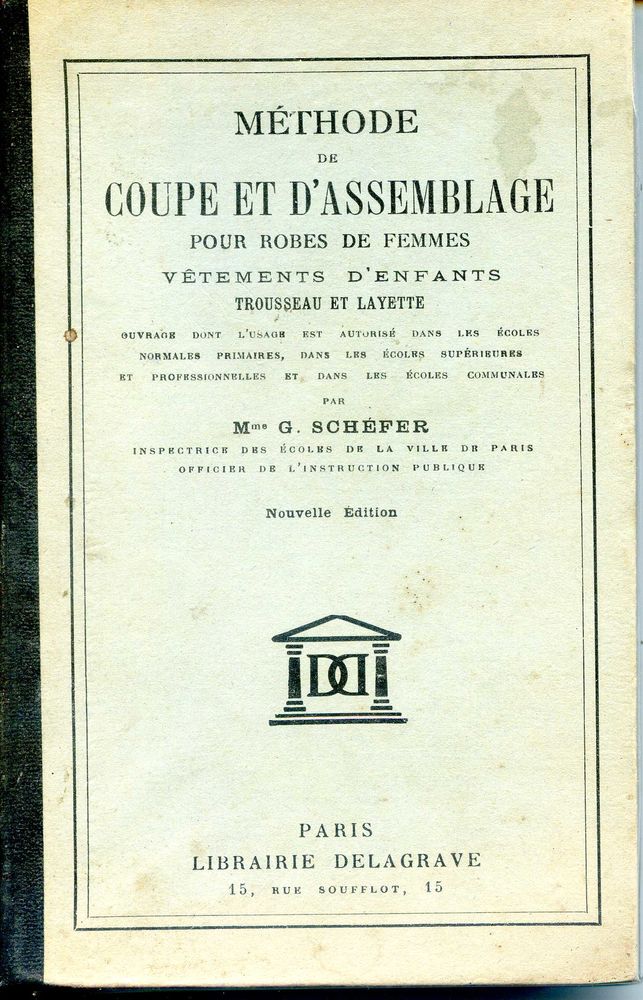 MÉTHODE
DE
COUPE ET D'ASSEMBLAGE
POUR ROBES DE FEMMES
VÊTEMENTS D'ENFANTS
TROUSSEAU ET LAYETTE
OUVRAGE DONT L'USAGE EST AUTORISÉ DANS LES ÉCOLES
NORMALES PRIMAIRES, DANS LES ÉCOLES SUPÉRIEURES
ET PROFESSIONNELLES ET DANS LES ÉCOLES COMMUNALES
PAR
Mme G. SCHÉFER
INSPECTRICE DES ÉCOLES DE LA VILLE DE PARIS
OFFICIER DE L'INSTRUCTION PUBLIQUE
Nouvelle Édition
DD
PARIS
LIBRAIRIE DELAGRAVE
15, RUE SOUFFLOT, 15